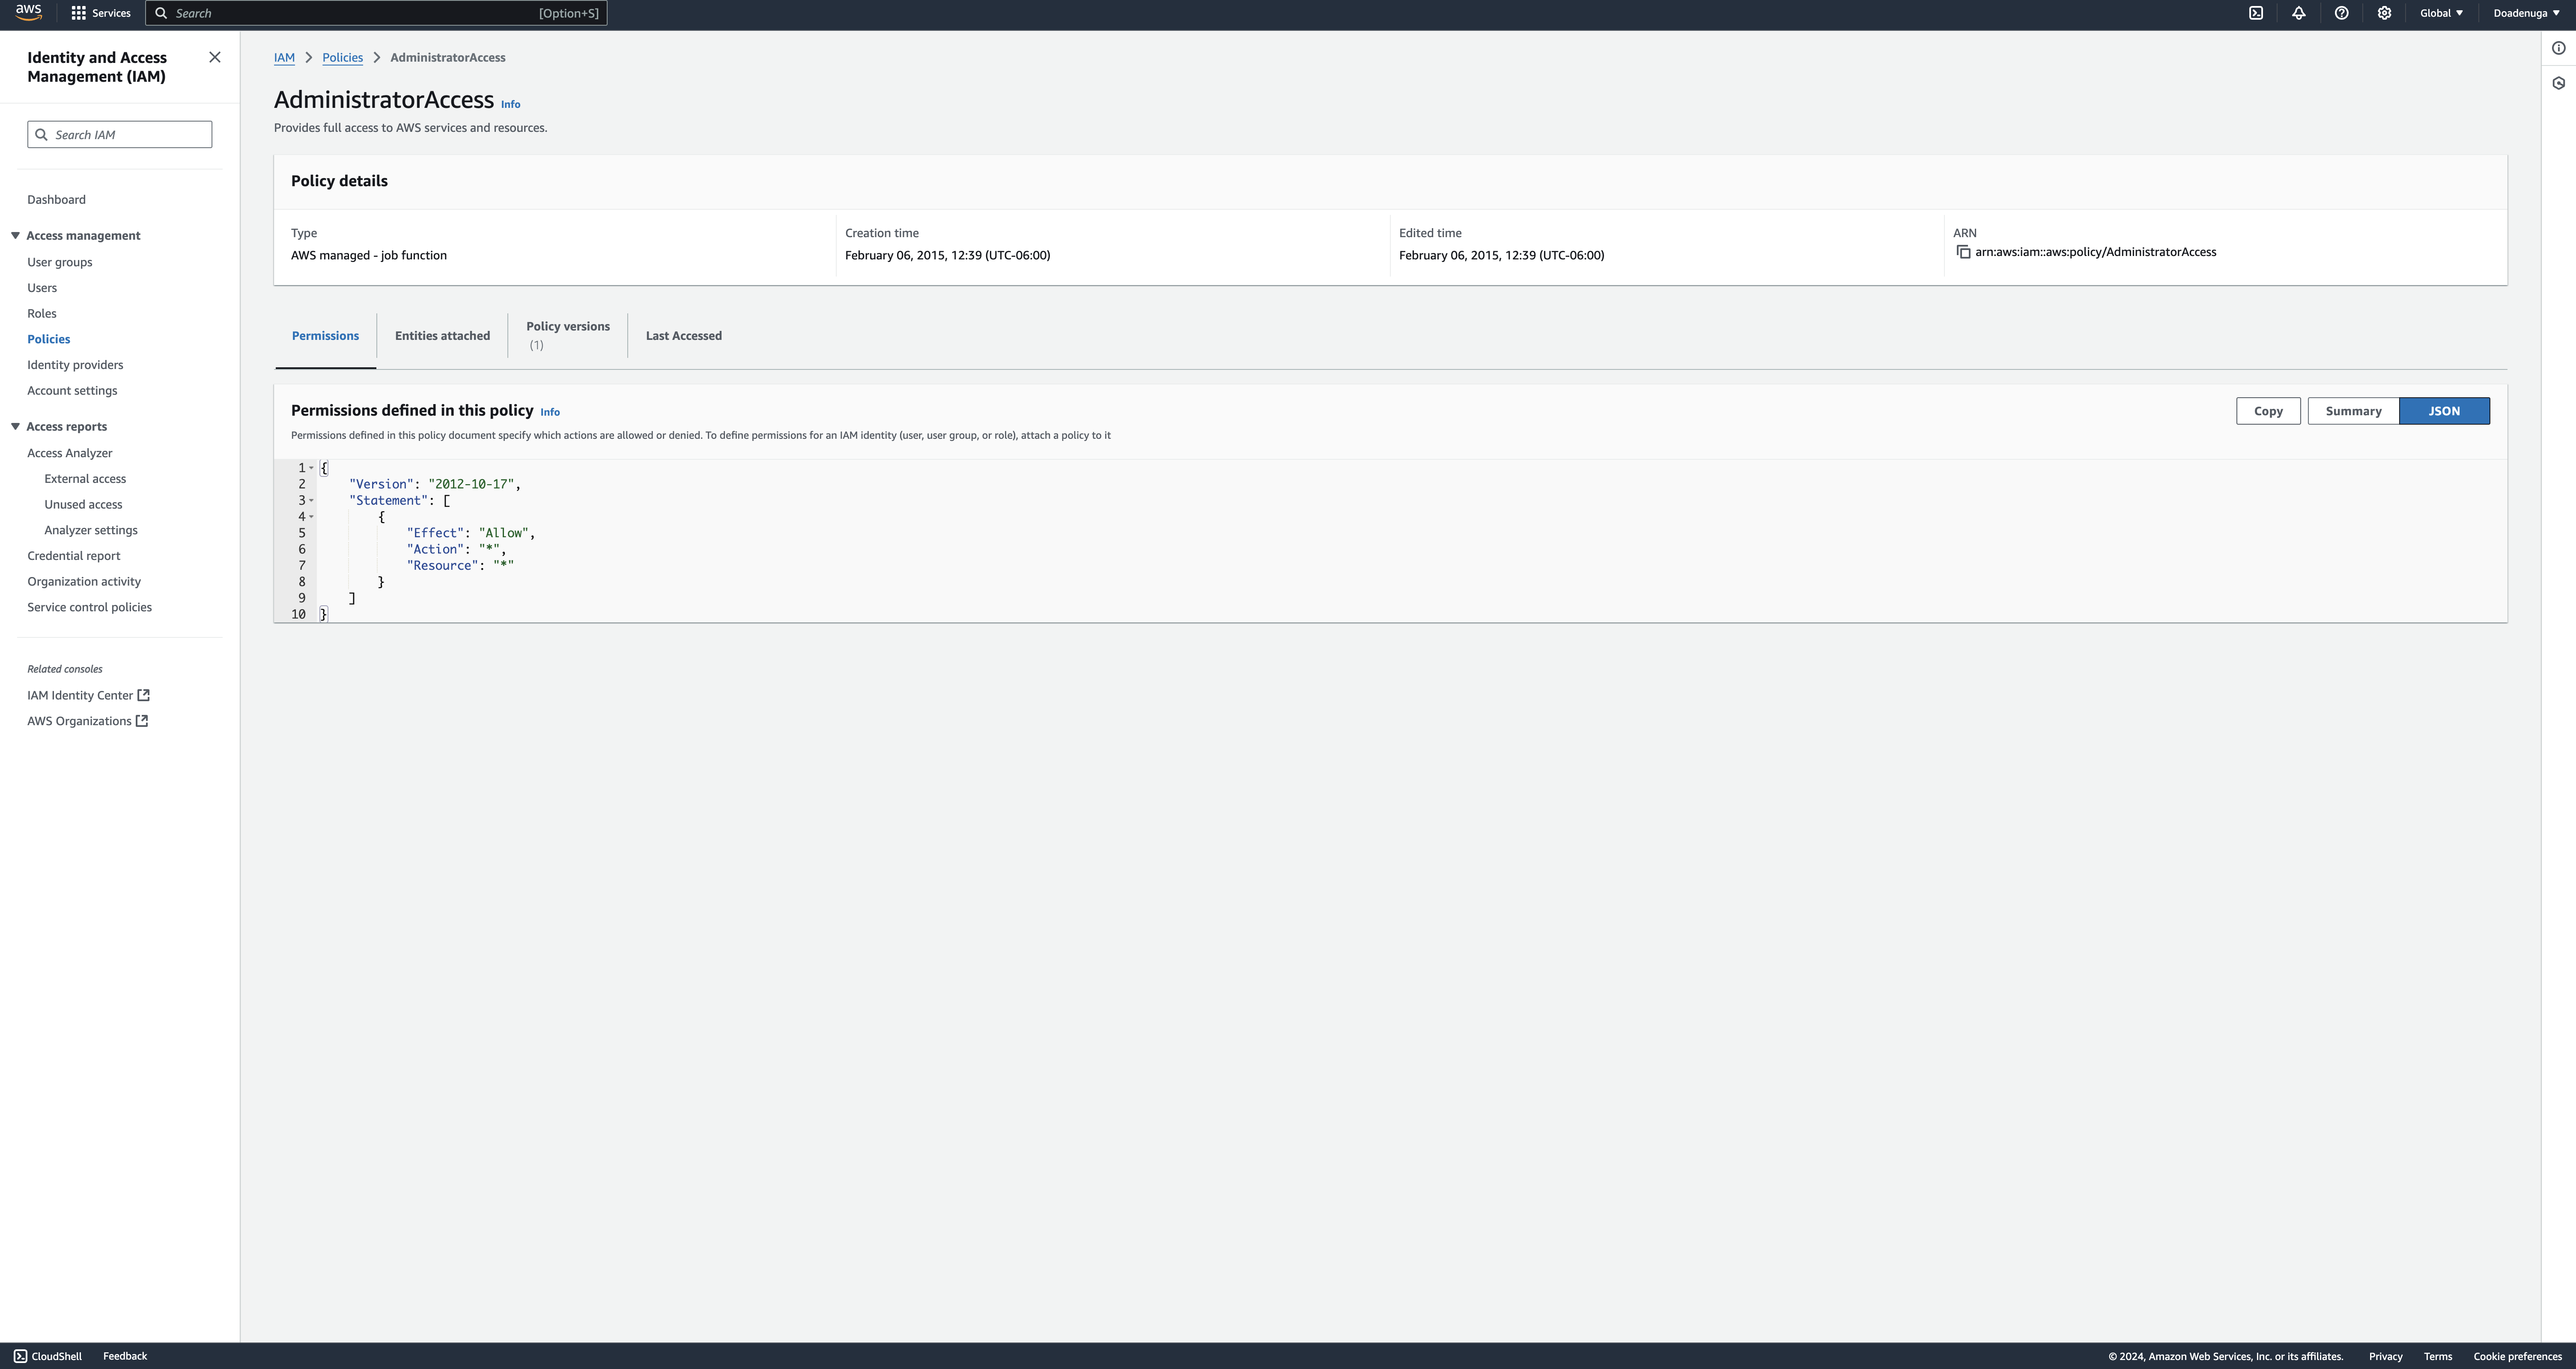 aws
Services
Search
[Option+S]
Global
Doadenuga
Identity and Access
Management (IAM)
Search IAM
Dashboard
Access management
User groups
Users
Roles
Policies
Identity providers
Account settings
Access reports
Access Analyzer
External access
Unused access
Analyzer settings
Credential report
Organization activity
Service control policies
Related consoles
IAM Identity Center
AWS Organizations
IAM > Policies > AdministratorAccess
AdministratorAccess Info
Provides full access to AWS services and resources.
Policy details
Type
AWS managed - job function
Creation time
February 06, 2015, 12:39 (UTC-06:00)
Edited time
February 06, 2015, 12:39 (UTC-06:00)
ARN
arn:aws:iam::aws:policy/AdministratorAccess
Permissions
Entities attached
Policy versions
(1)
Last Accessed
Permissions defined in this policy Info
Permissions defined in this policy document specify which actions are allowed or denied. To define permissions for an IAM identity (user, user group, or role), attach a policy to it
Copy
Summary
JSON
1 {
2 "Version": "2012-10-17",
3 "Statement": [
4 {
5 "Effect": "Allow",
6 "Action": "*",
7 "Resource": "*"
8 }
9 ]
10 }
CloudShell
Feedback
© 2024, Amazon Web Services, Inc. or its affiliates.
Privacy
Terms
Cookie preferences